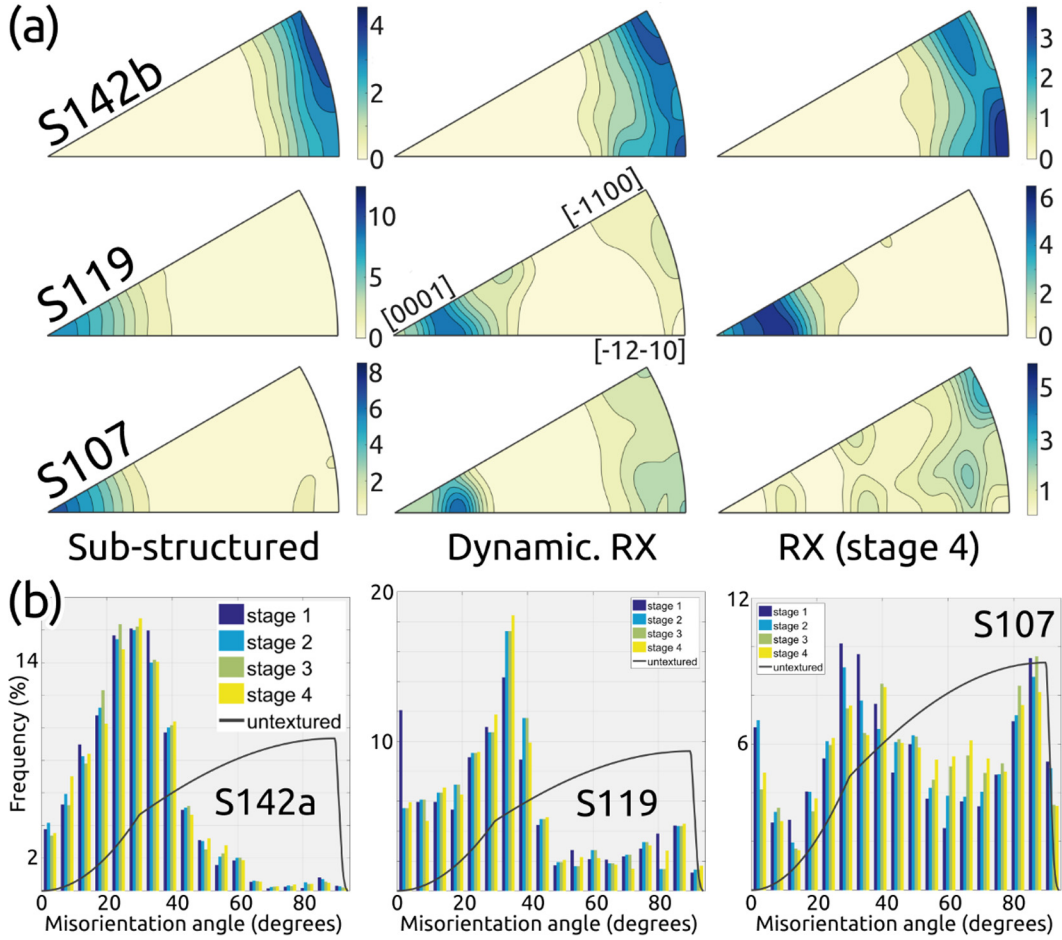 (a)
S142b
4
2
0
3
2
1
0
S119
10
5
0
[0001]
[-1100]
[-12-10]
6
4
2
0
S107
8
6
4
2
5
4
3
2
1
Sub-structured
Dynamic. RX
RX (stage 4)
(b)
Frequency (%)
14
2
stage 1
stage 2
stage 3
stage 4
untextured
S142a
0 20 40 60 80
Misorientation angle (degrees)
20
10
stage 1
stage 2
stage 3
stage 4
untextured
S119
0 20 40 60 80
Misorientation angle (degrees)
12
6
0
stage 1
stage 2
stage 3
stage 4
untextured
S107
0 20 40 60 80
Misorientation angle (degrees)